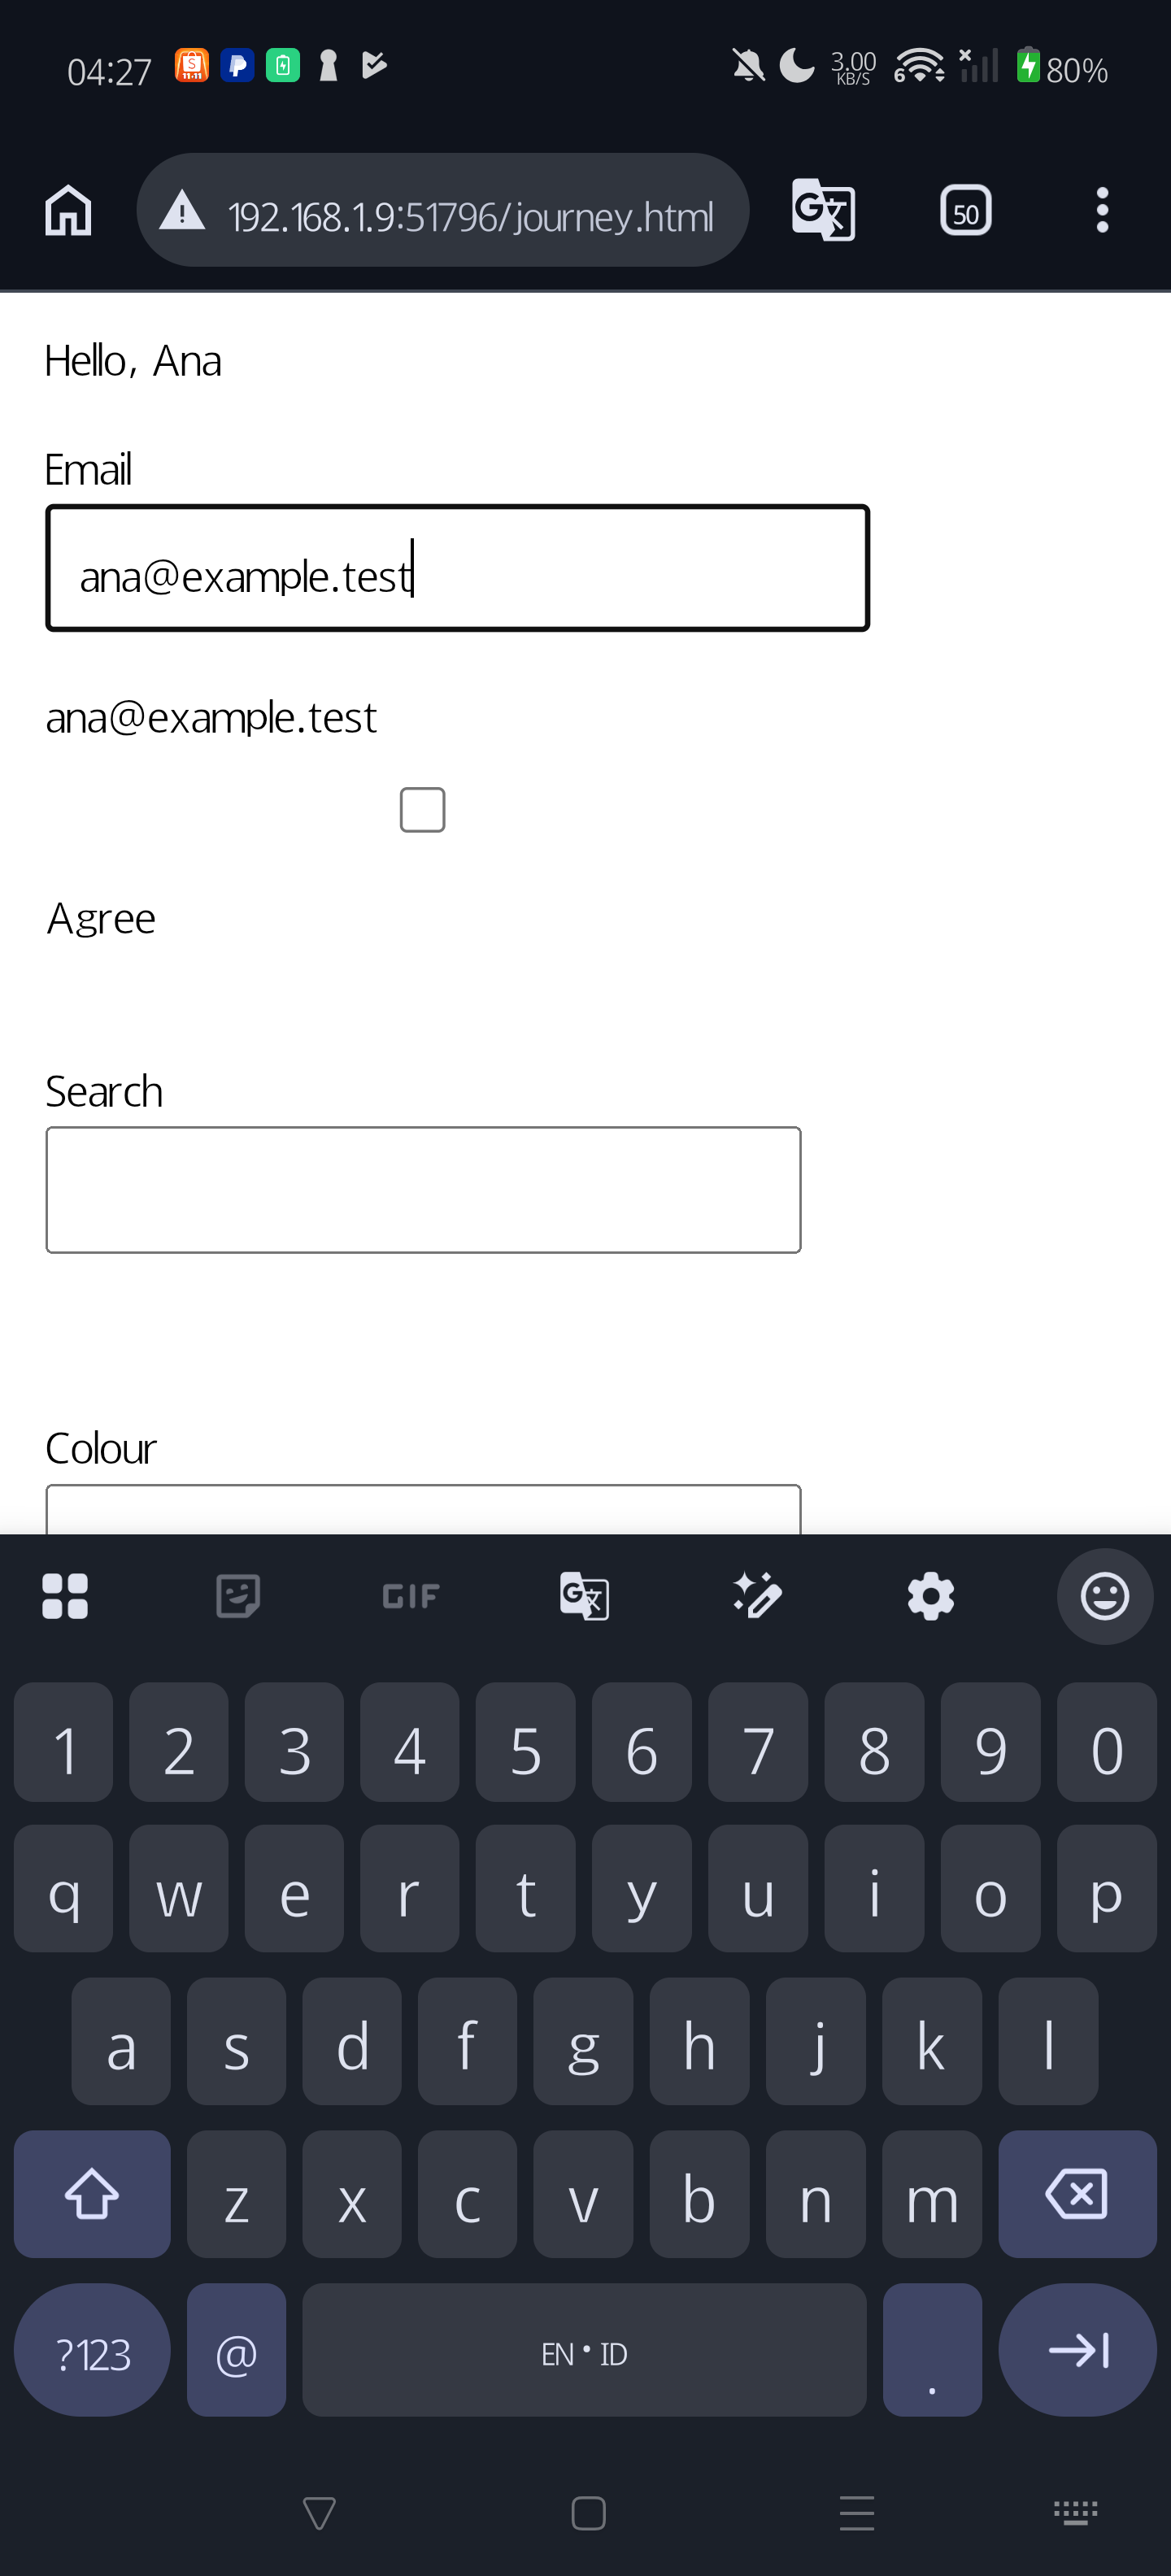 04:27
3.00
KB/S
6
80%
192.168.1.9:51796/journey.html
50
Hello, Ana
Email
ana@example.test
ana@example.test
Agree
Search
Colour
GIF
1 2 3 4 5 6 7 8 9 0
q w e r t y u i o p
a s d f g h j k l
z x c v b n m
?123 @ EN • ID .